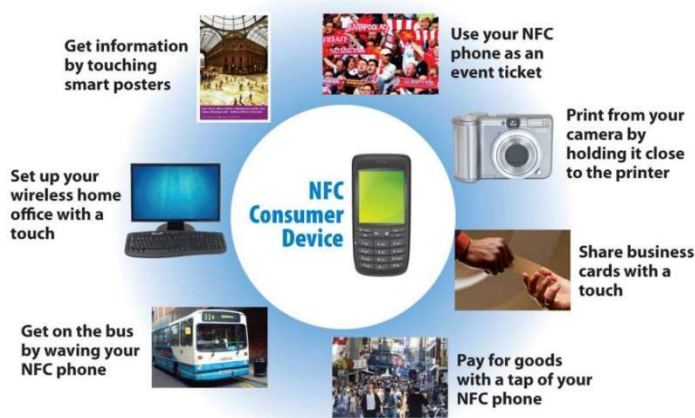 Get information
by touching
smart posters
Use your NFC
phone as an
event ticket
Print from your
camera by
holding it close
to the printer
Set up your
wireless home
office with a
touch
NFC
Consumer
Device
Share business
cards with a
touch
Get on the bus
by waving your
NFC phone
Pay for goods
with a tap of your
NFC phone